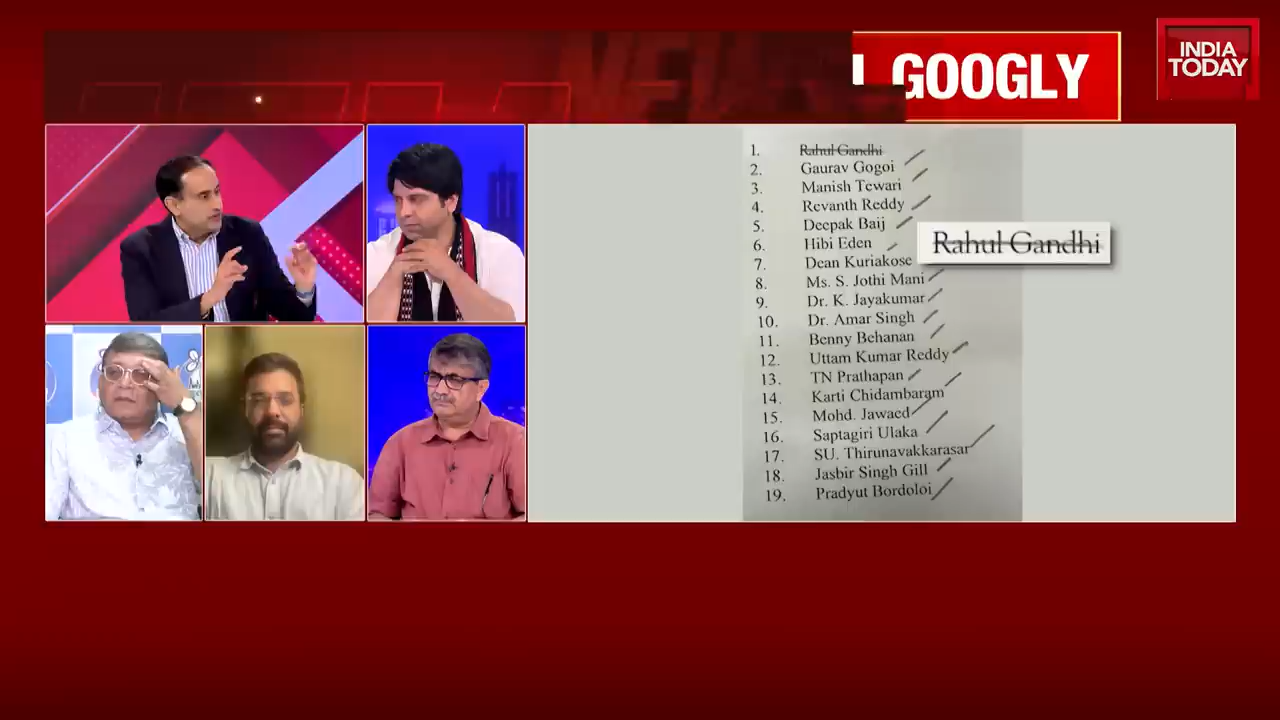 GOOGLY
INDIA
TODAY
1. Rahul Gandhi
2. Gaurav Gogoi
3. Manish Tewari
4. Revanth Reddy
5. Deepak Baij
6. Hibi Eden
7. Dean Kuriakose
8. Ms. S. Jothi Mani
9. Dr. K. Jayakumar
10. Dr. Amar Singh
11. Benny Behanan
12. Uttam Kumar Reddy
13. TN Prathapan
14. Karti Chidambaram
15. Mohd. Jawaed
16. Saptagiri Ulaka
17. SU. Thirunavakkarasar
18. Jasbir Singh Gill
19. Pradyut Bordoloi
Rahul Gandhi